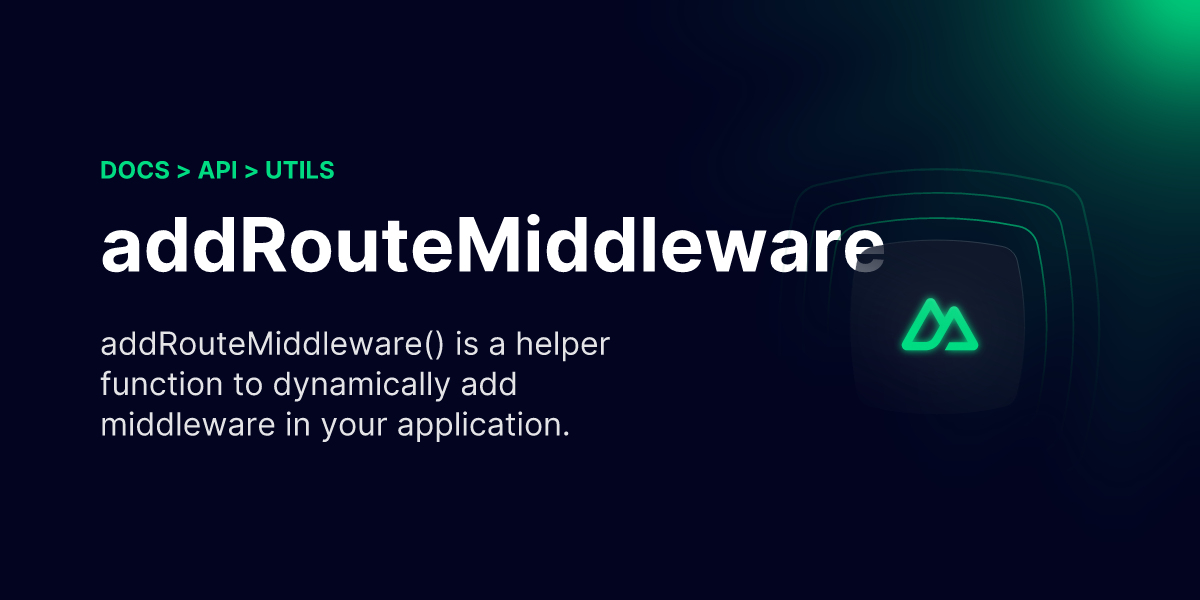 DOCS > API > UTILS
addRouteMiddleware
addRouteMiddleware() is a helper
function to dynamically add
middleware in your application.